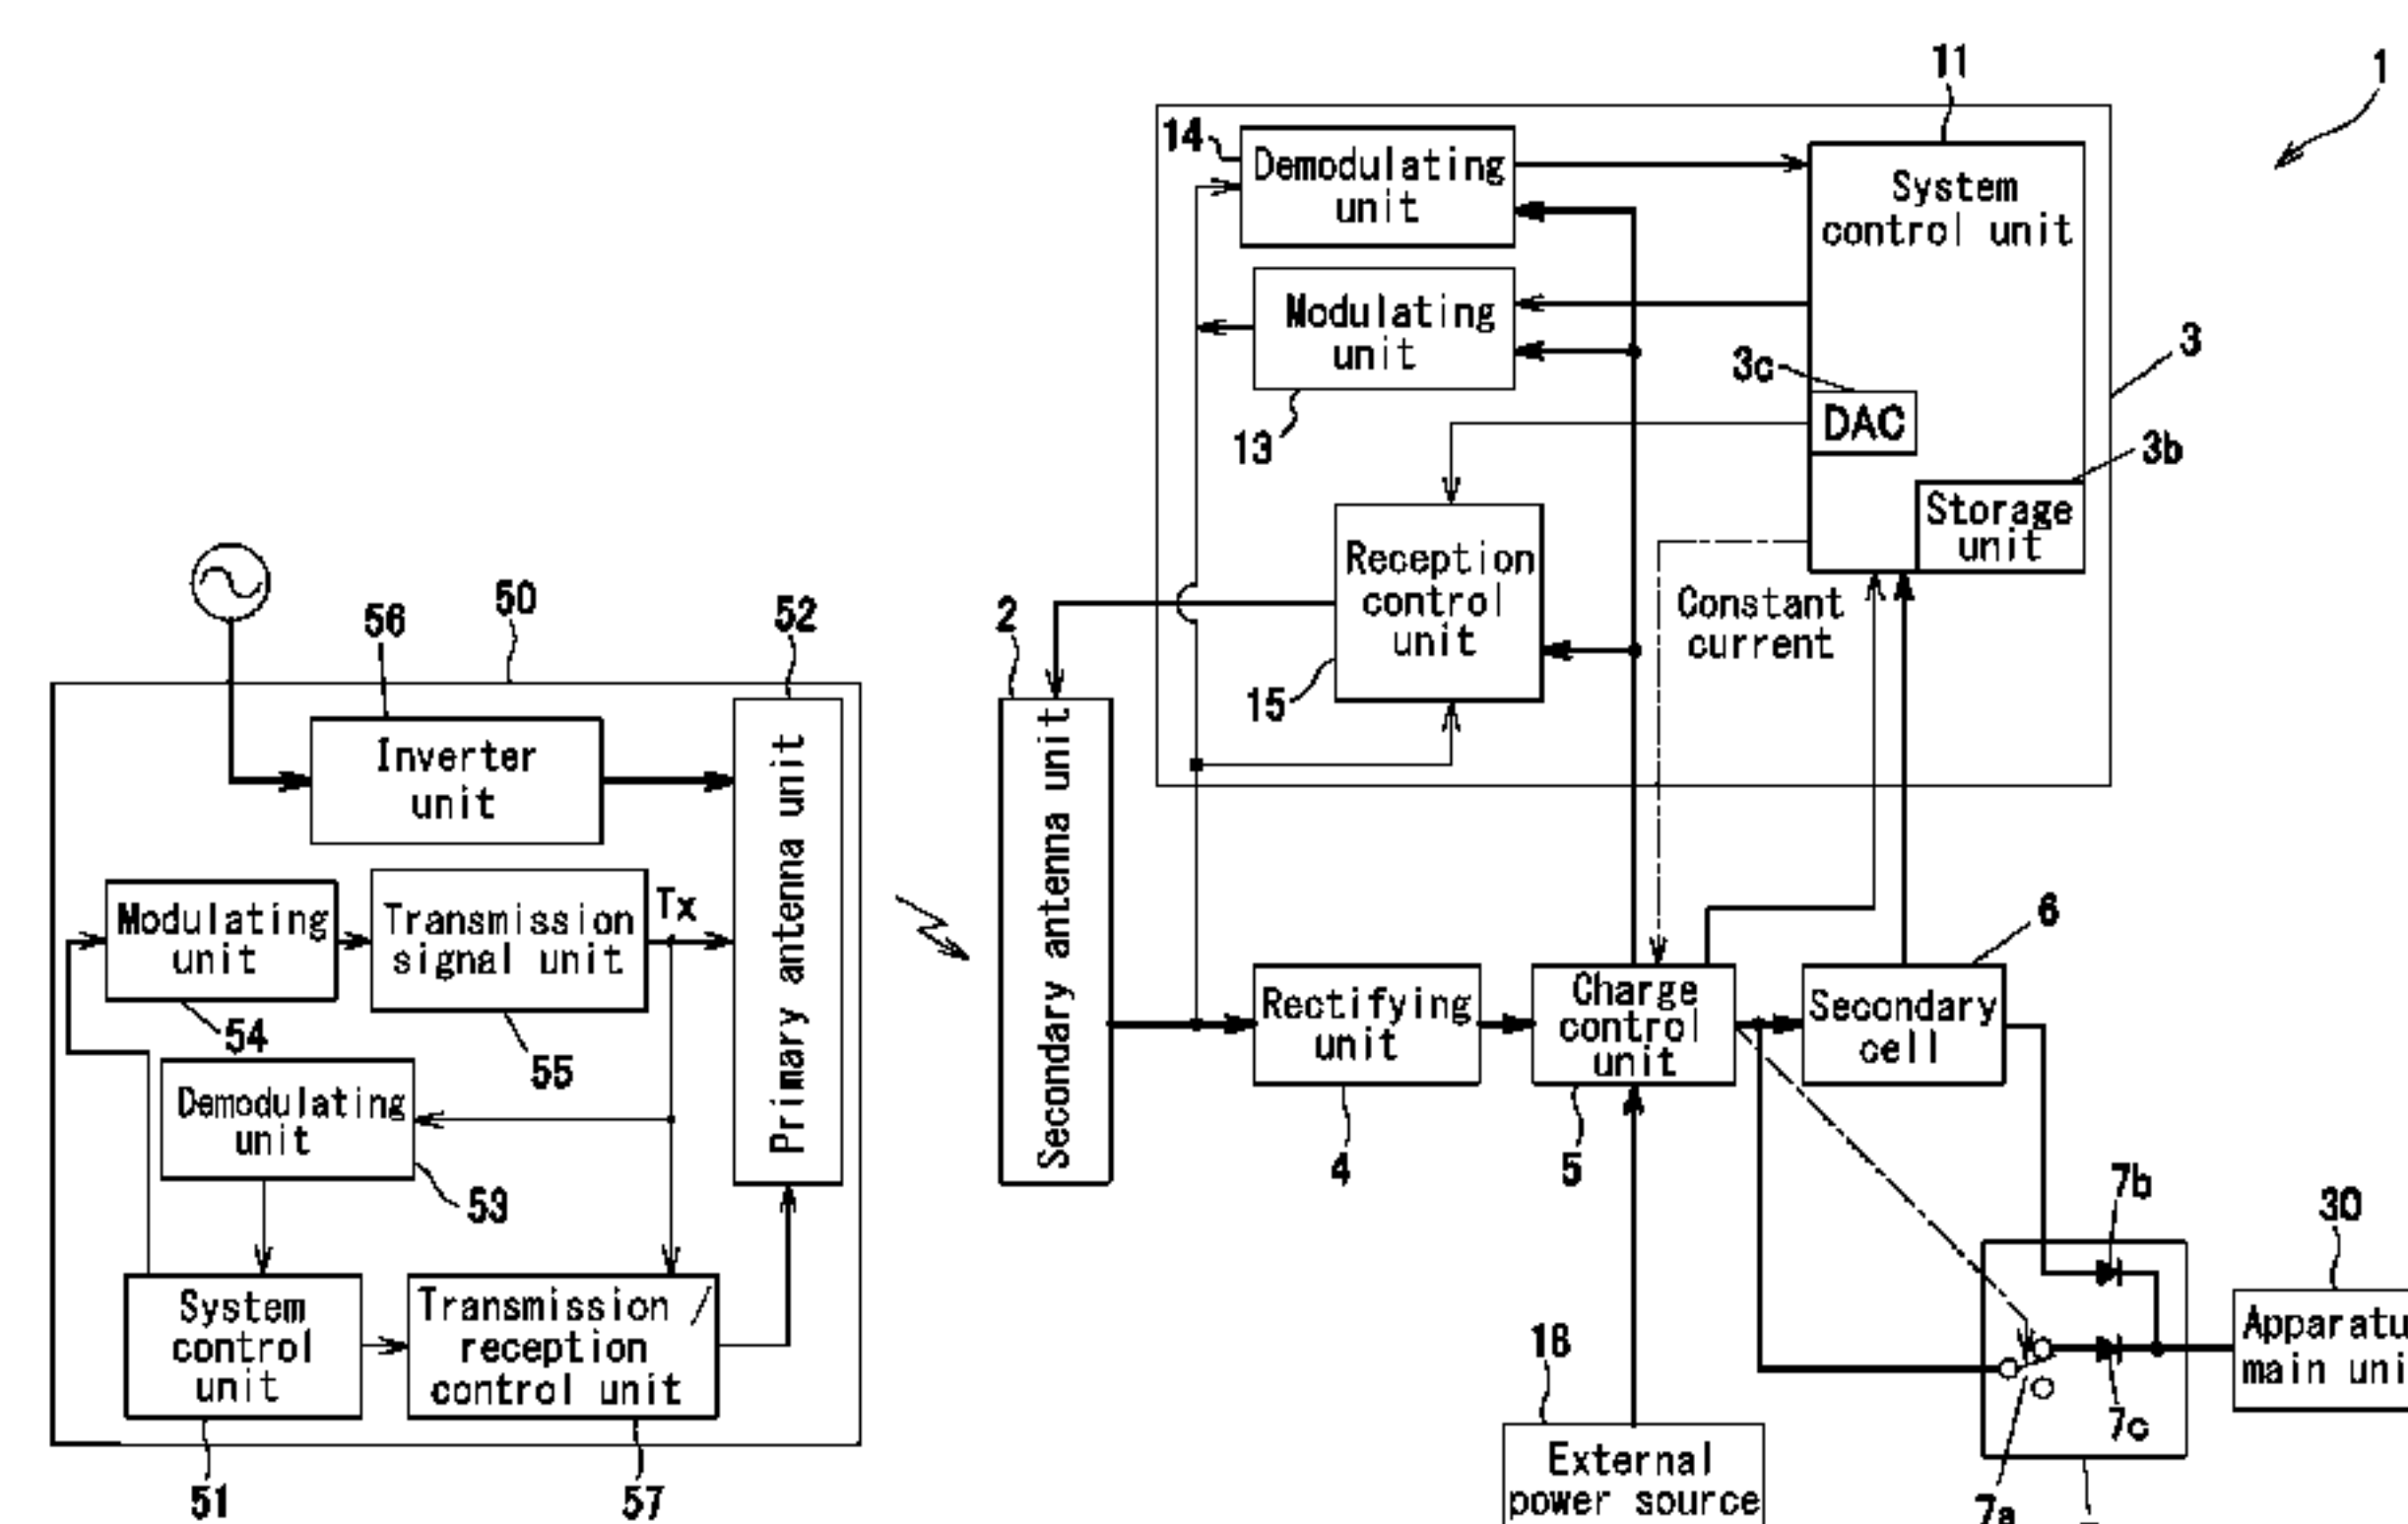 11
1
14
Demodulating
unit
System
control unit
Modulating
unit
13
3c
DAC
3
3b
Storage
unit
Reception
control
unit
15
Constant
current
50
56
52
2
Inverter
unit
Primary antenna unit
Secondary antenna unit
Modulating
unit
54
Transmission
signal unit
55
Tx
Demodulating
unit
53
System
control
unit
51
Transmission /
reception
control unit
57
Rectifying
unit
4
Charge
control
unit
5
6
Secondary
cell
7b
30
Apparatu
main uni
7c
7a
18
External
power source